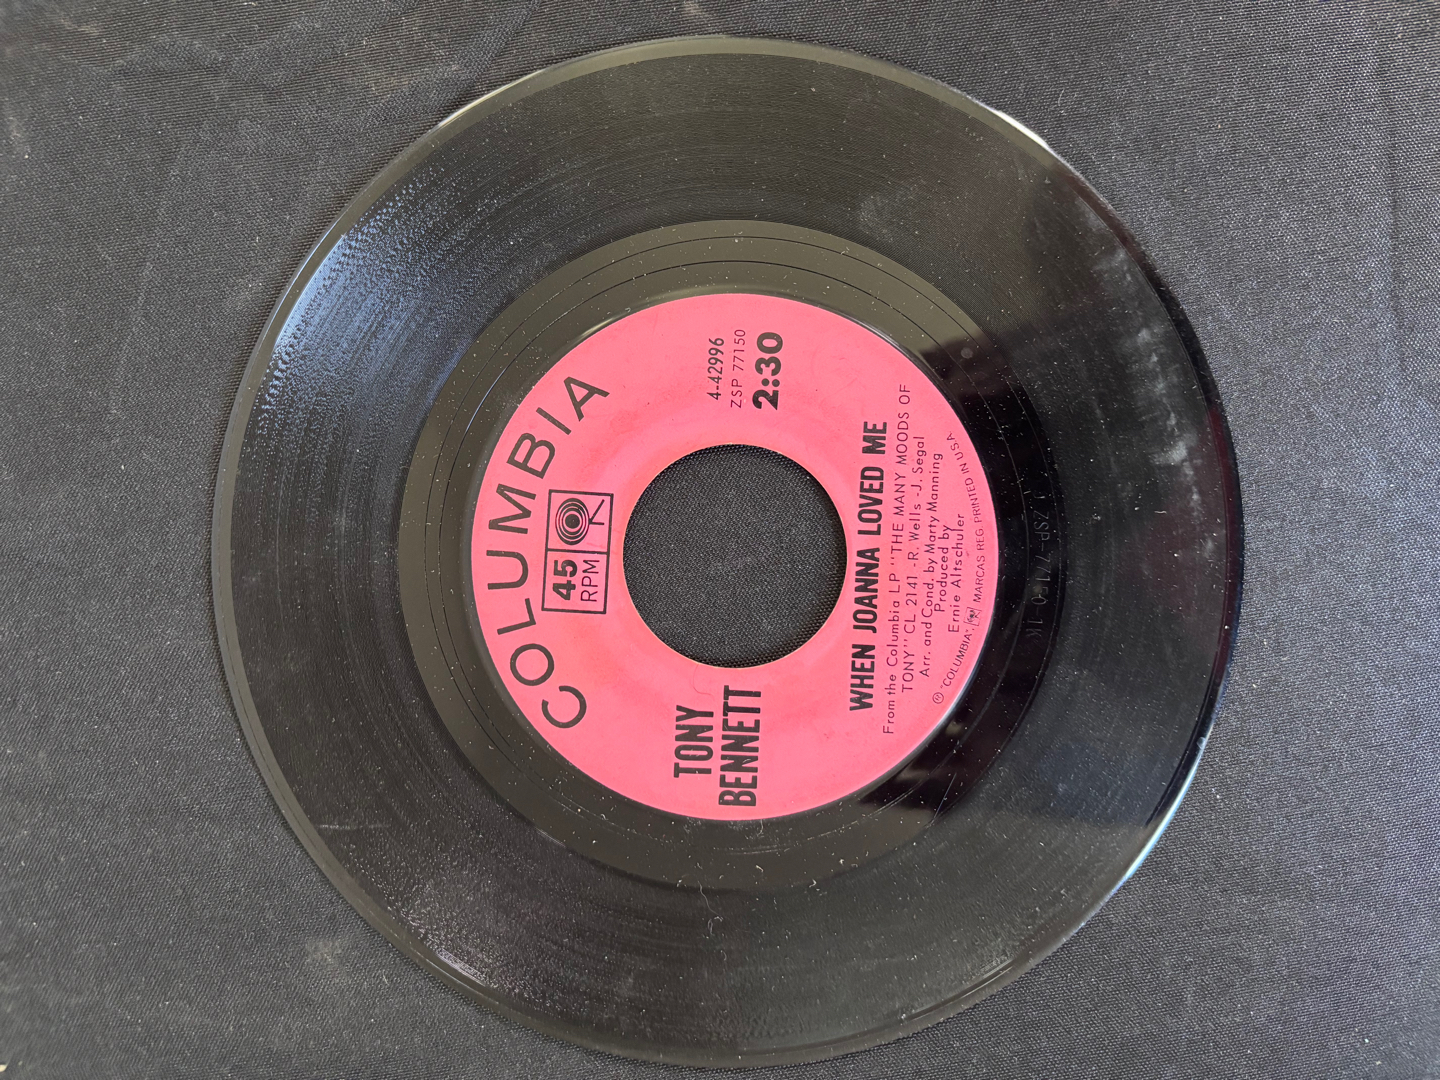 COLUMBIA
45
RPM
4-42996
ZSP 77150
2:30
TONY
BENNETT
WHEN JOANNA LOVED ME
From the Columbia LP "THE MANY MOODS OF
TONY" CL 2141 -R. Wells -J. Segal
Arr. and Cond. by Marty Manning
Produced by
Ernie Altschuler
"COLUMBIA", MARCAS REG. PRINTED IN U.S.A.